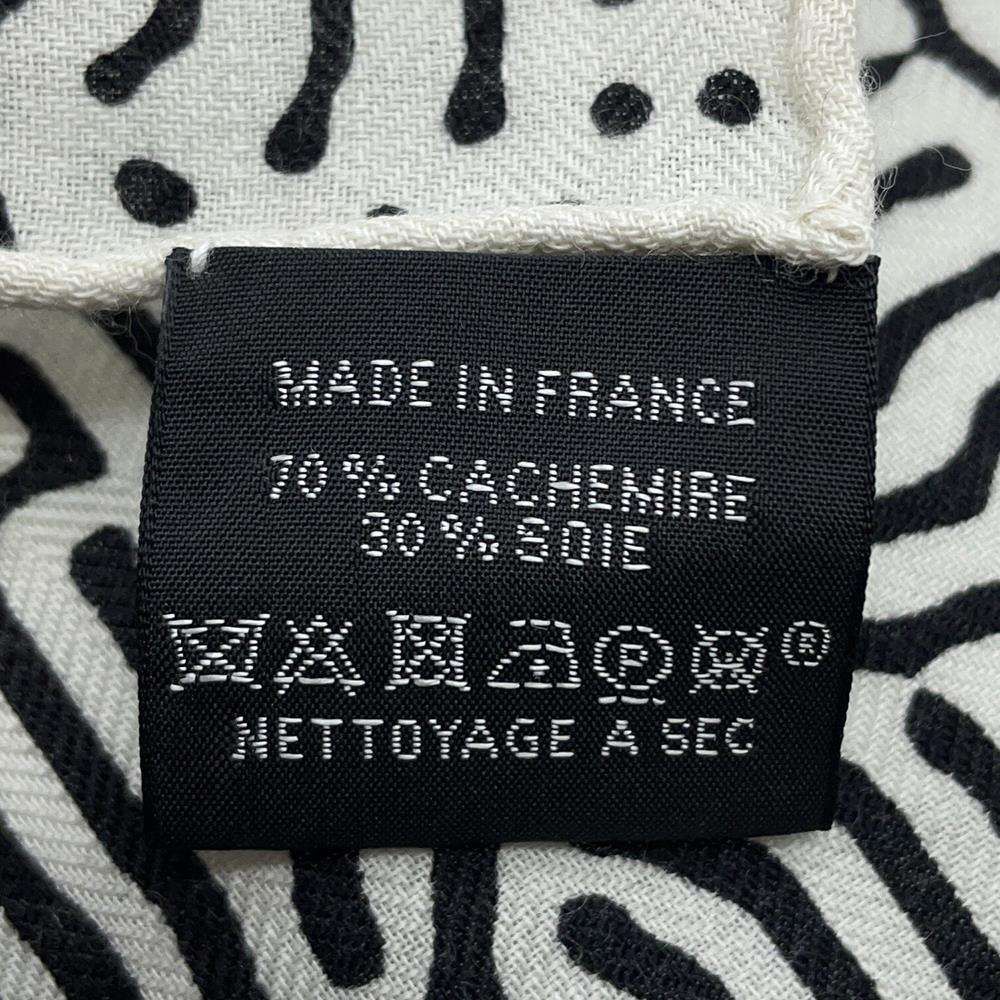 MADE IN FRANCE
70 % CACHEMIRE
30 % SOIE
P W ®
NETTOYAGE A SEC